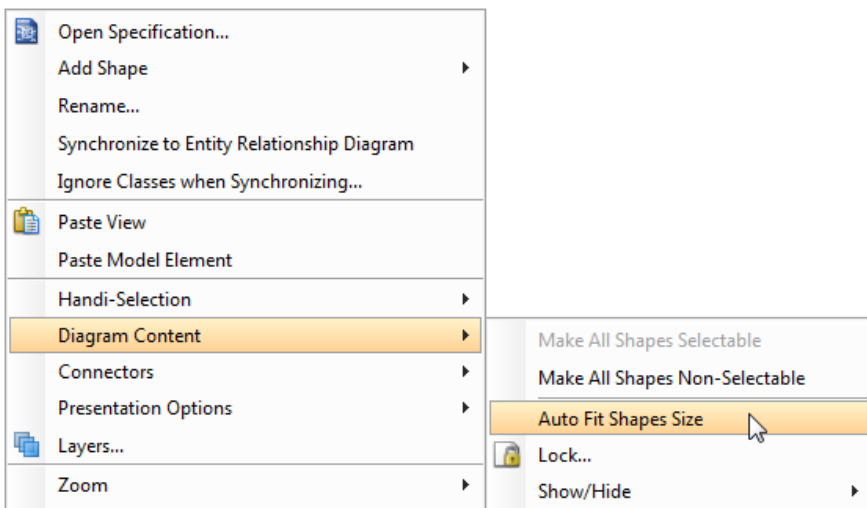 Open Specification...
Add Shape
Rename...
Synchronize to Entity Relationship Diagram
Ignore Classes when Synchronizing...
Paste View
Paste Model Element
Handi-Selection
Diagram Content
Connectors
Presentation Options
Layers...
Zoom
Make All Shapes Selectable
Make All Shapes Non-Selectable
Auto Fit Shapes Size
Lock...
Show/Hide